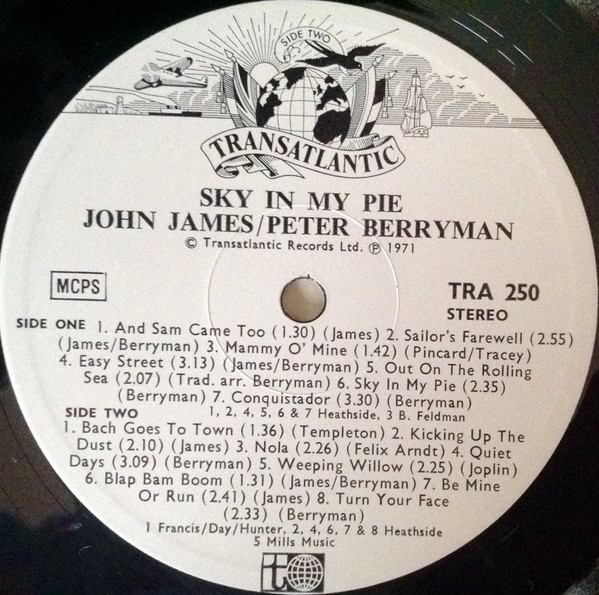 SIDE TWO
TRANSATLANTIC
SKY IN MY PIE
JOHN JAMES/PETER BERRYMAN
© Transatlantic Records Ltd. ℗ 1971
MCPS
TRA 250
STEREO
SIDE ONE 1. And Sam Came Too (1.30) (James) 2. Sailor's Farewell (2.55)
(James/Berryman) 3. Mammy O' Mine (1.42) (Pincard/Tracey)
4. Easy Street (3.13) (James/Berryman) 5. Out On The Rolling
Sea (2.07) (Trad. arr. Berryman) 6. Sky In My Pie (2.35)
(Berryman) 7. Conquistador (3.30) (Berryman)
1, 2, 4, 5, 6 & 7 Heathside, 3 B. Feldman
SIDE TWO
1. Bach Goes To Town (1.36) (Templeton) 2. Kicking Up The
Dust (2.10) (James) 3. Nola (2.26) (Felix Arndt) 4. Quiet
Days (3.09) (Berryman) 5. Weeping Willow (2.25) (Joplin)
6. Blap Bam Boom (1.31) (James/Berryman) 7. Be Mine
Or Run (2.41) (James) 8. Turn Your Face
(2.33) (Berryman)
1 Francis/Day/Hunter, 2, 4, 6, 7 & 8 Heathside
5 Mills Music
t